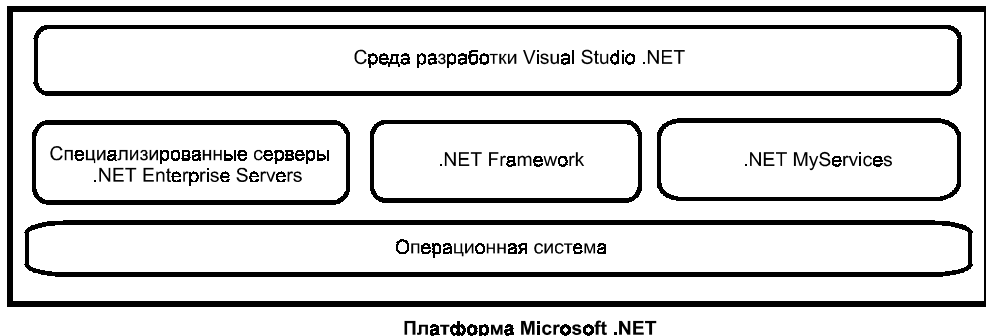 Среда разработки Visual Studio .NET
Специализированные серверы
.NET Enterprise Servers
.NET Framework
.NET MyServices
Операционная система
Платформа Microsoft .NET